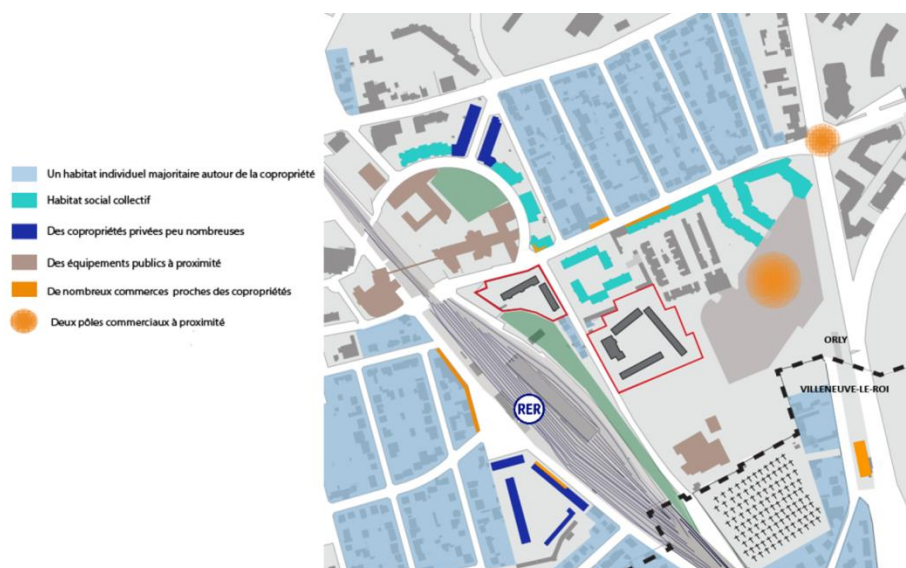 Un habitat individuel majoritaire autour de la copropriété
Habitat social collectif
Des copropriétés privées peu nombreuses
Des équipements publics à proximité
De nombreux commerces proches des copropriétés
Deux pôles commerciaux à proximité
ORLY
VILLENEUVE-LE-ROI
RER